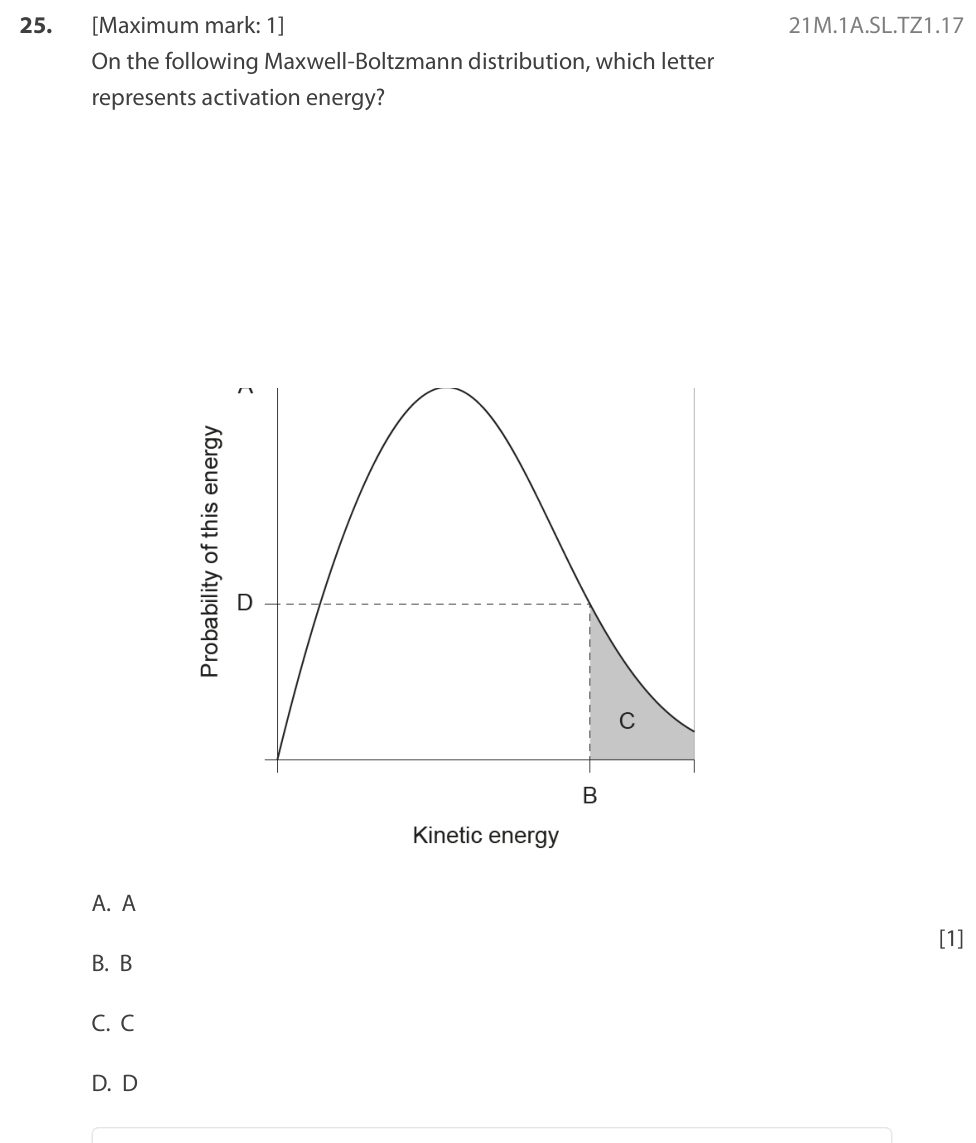 25. [Maximum mark: 1] 21M.1A.SL.TZ1.17
On the following Maxwell-Boltzmann distribution, which letter
represents activation energy?
Probability of this energy
D
C
B
Kinetic energy
A. A
[1]
B. B
C. C
D. D